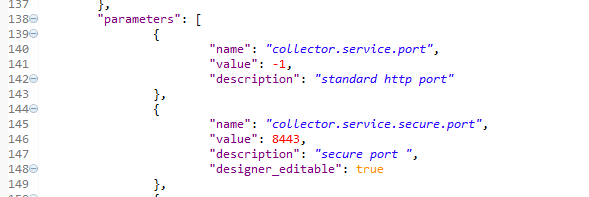 137 },
138 "parameters": [
139 {
140 "name": "collector.service.port",
141 "value": -1,
142 "description": "standard http port"
143 },
144 {
145 "name": "collector.service.secure.port",
146 "value": 8443,
147 "description": "secure port ",
148 "designer_editable": true
149 },
150 {